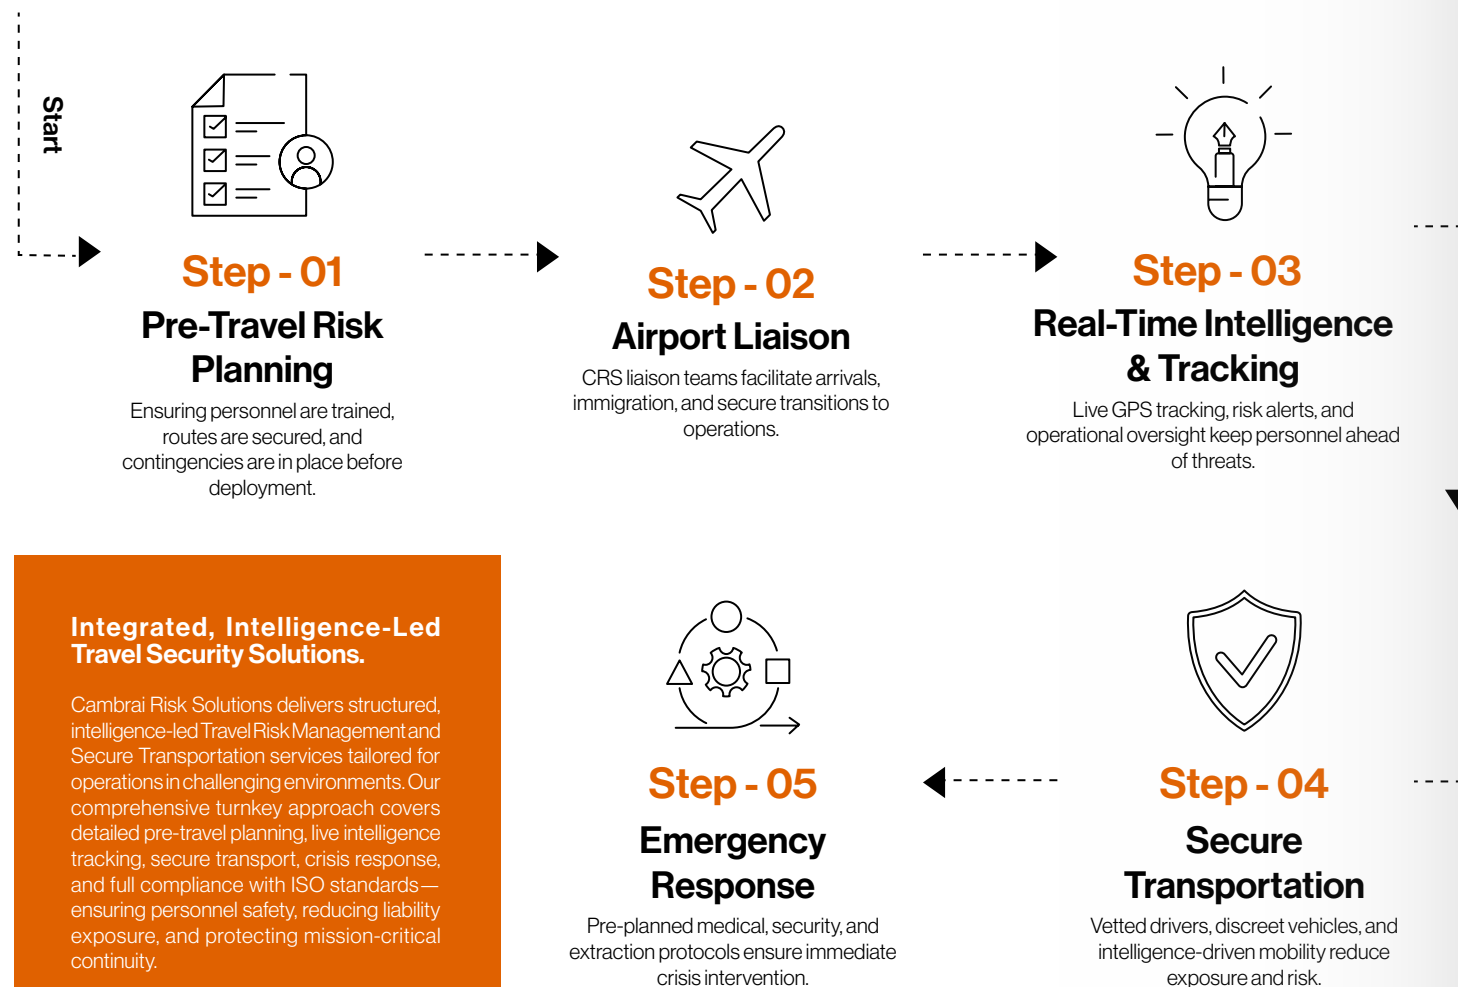 Start
Step - 01
Pre-Travel Risk
Planning
Ensuring personnel are trained,
routes are secured, and
contingencies are in place before
deployment.
Step - 02
Airport Liaison
CRS liaison teams facilitate arrivals,
immigration, and secure transitions to
operations.
Step - 03
Real-Time Intelligence
& Tracking
Live GPS tracking, risk alerts, and
operational oversight keep personnel ahead
of threats.
Step - 04
Secure
Transportation
Vetted drivers, discreet vehicles, and
intelligence-driven mobility reduce
exposure and risk.
Step - 05
Emergency
Response
Pre-planned medical, security, and
extraction protocols ensure immediate
crisis intervention.
Integrated, Intelligence-Led
Travel Security Solutions.
Cambrai Risk Solutions delivers structured,
intelligence-led Travel Risk Management and
Secure Transportation services tailored for
operations in challenging environments. Our
comprehensive turnkey approach covers
detailed pre-travel planning, live intelligence
tracking, secure transport, crisis response,
and full compliance with ISO standards—
ensuring personnel safety, reducing liability
exposure, and protecting mission-critical
continuity.